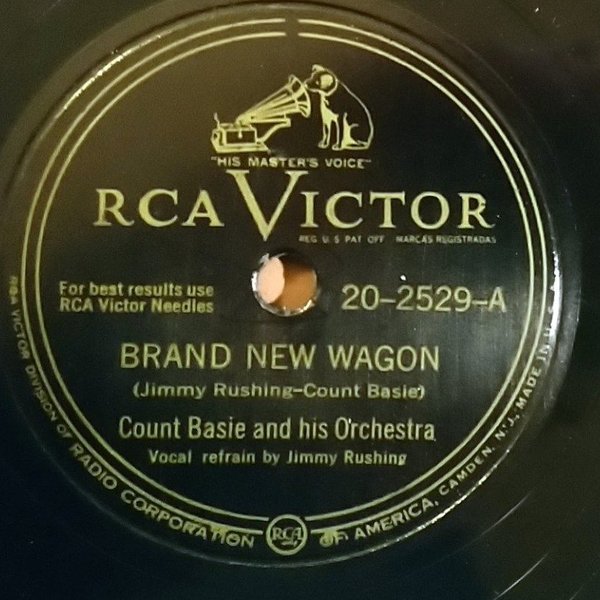 "HIS MASTER'S VOICE"
RCA VICTOR
REG. U.S. PAT. OFF. MARCAS REGISTRADAS
For best results use
RCA Victor Needles
20-2529-A
BRAND NEW WAGON
(Jimmy Rushing-Count Basie)
Count Basie and his Orchestra
Vocal refrain by Jimmy Rushing
RCA VICTOR DIVISION OF RADIO CORPORATION OF AMERICA, CAMDEN, N.J., MADE IN U.S.A.
RCA